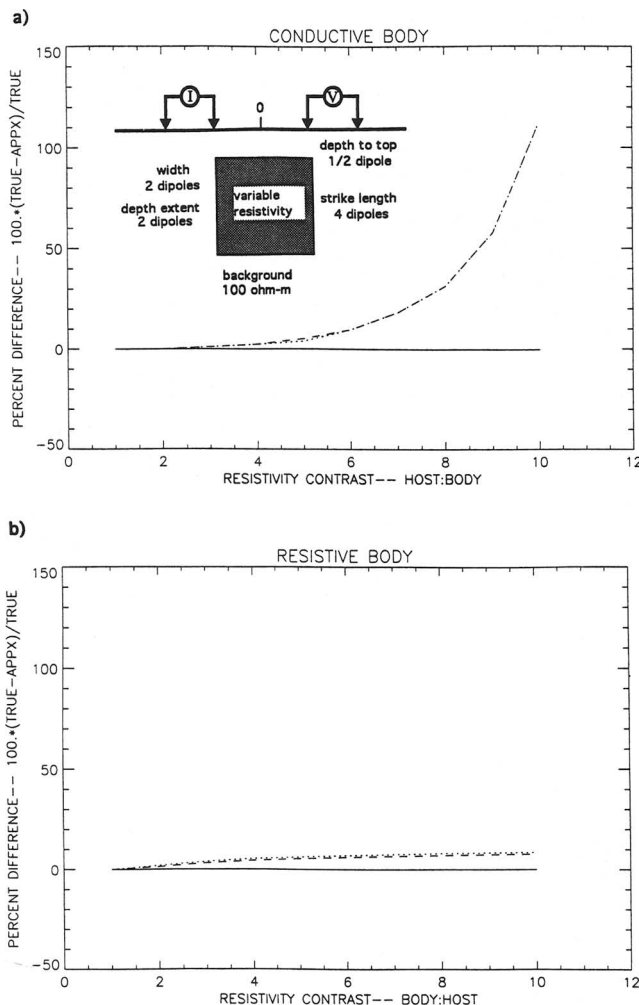 a)
CONDUCTIVE BODY
150
100
50
0
-50
PERCENT DIFFERENCE-- 100.*(TRUE-APPX)/TRUE
I
0
V
depth to top
1/2 dipole
width
2 dipoles
depth extent
2 dipoles
variable
resistivity
strike length
4 dipoles
background
100 ohm-m
0 2 4 6 8 10 12
RESISTIVITY CONTRAST-- HOST:BODY
b)
RESISTIVE BODY
150
100
50
0
-50
PERCENT DIFFERENCE-- 100.*(TRUE-APPX)/TRUE
0 2 4 6 8 10 12
RESISTIVITY CONTRAST-- BODY:HOST